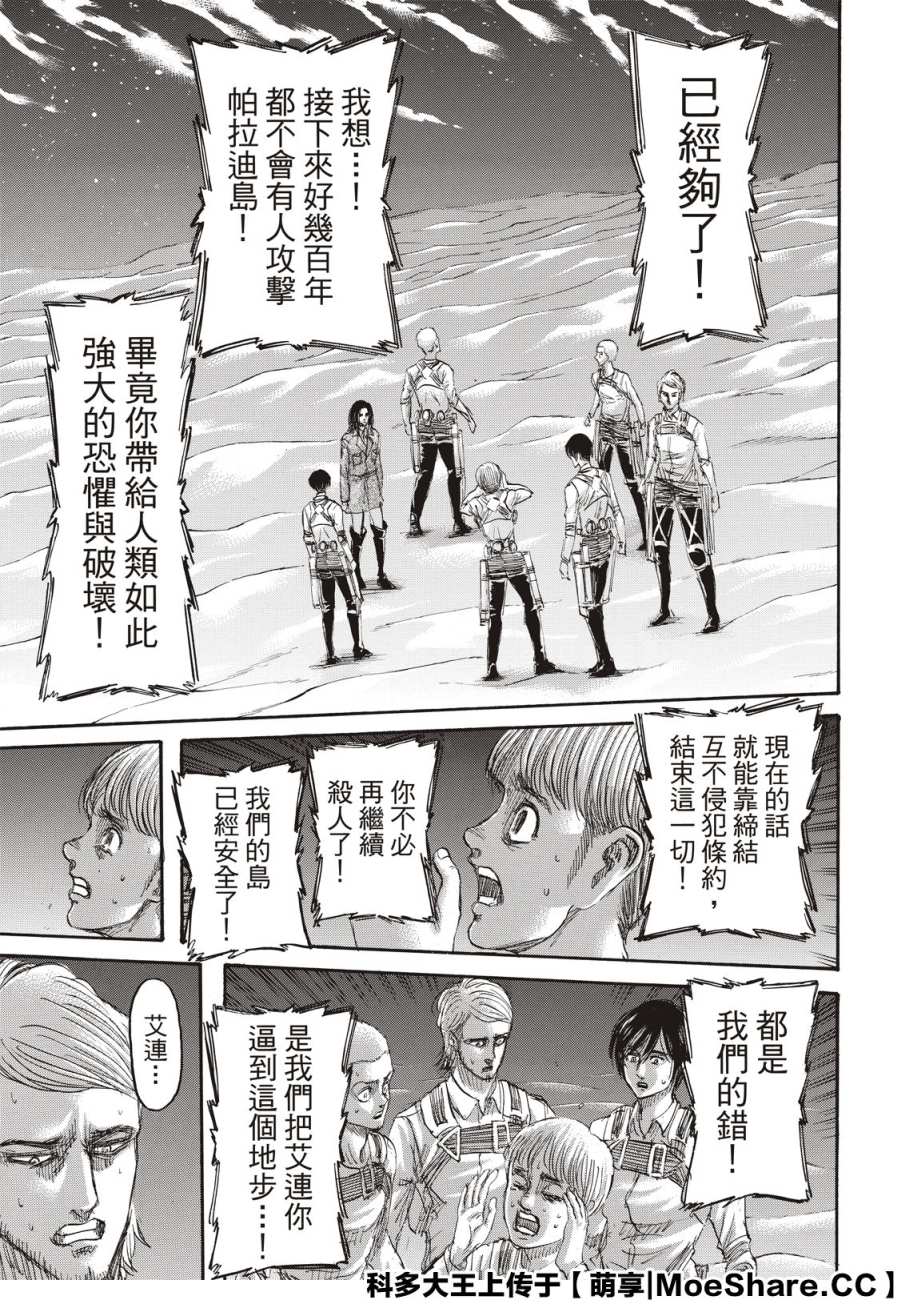 已經夠了！
我想…！
接下來好幾百年
都不會有人攻擊
帕拉迪島！
畢竟你帶給人類如此
強大的恐懼與破壞！
現在的話
就能靠締結
互不侵犯條約，
結束這一切！
你不必
再繼續
殺人了！
我們的島
已經安全了！
都是
我們的錯！
是我們把艾連你
逼到這個地步…！
艾連…
科多大王上传于【萌享|MoeShare.CC】